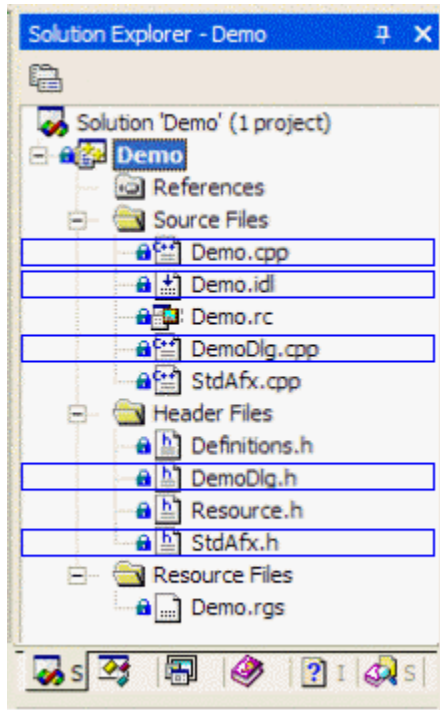 Solution Explorer - Demo
Solution 'Demo' (1 project)
Demo
References
Source Files
Demo.cpp
Demo.idl
Demo.rc
DemoDlg.cpp
StdAfx.cpp
Header Files
Definitions.h
DemoDlg.h
Resource.h
StdAfx.h
Resource Files
Demo.rgs
S I S